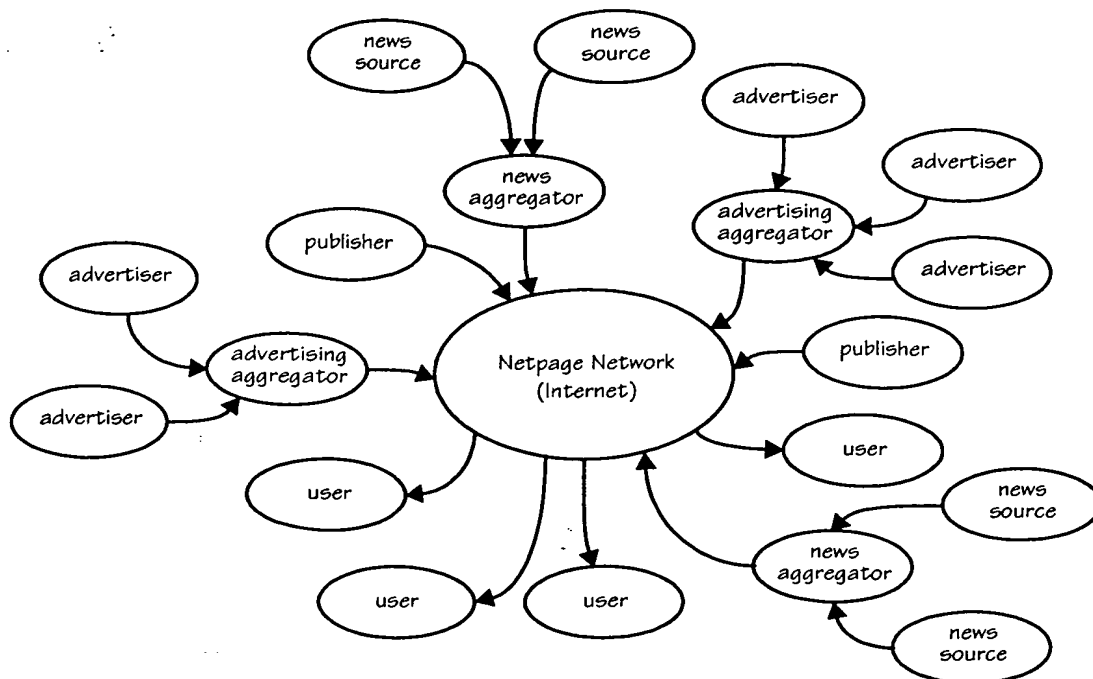 news
source
news
source
advertiser
advertiser
news
aggregator
advertising
aggregator
publisher
advertiser
advertiser
advertising
aggregator
Netpage Network
(Internet)
publisher
advertiser
user
user
news
source
news
aggregator
user
user
news
source